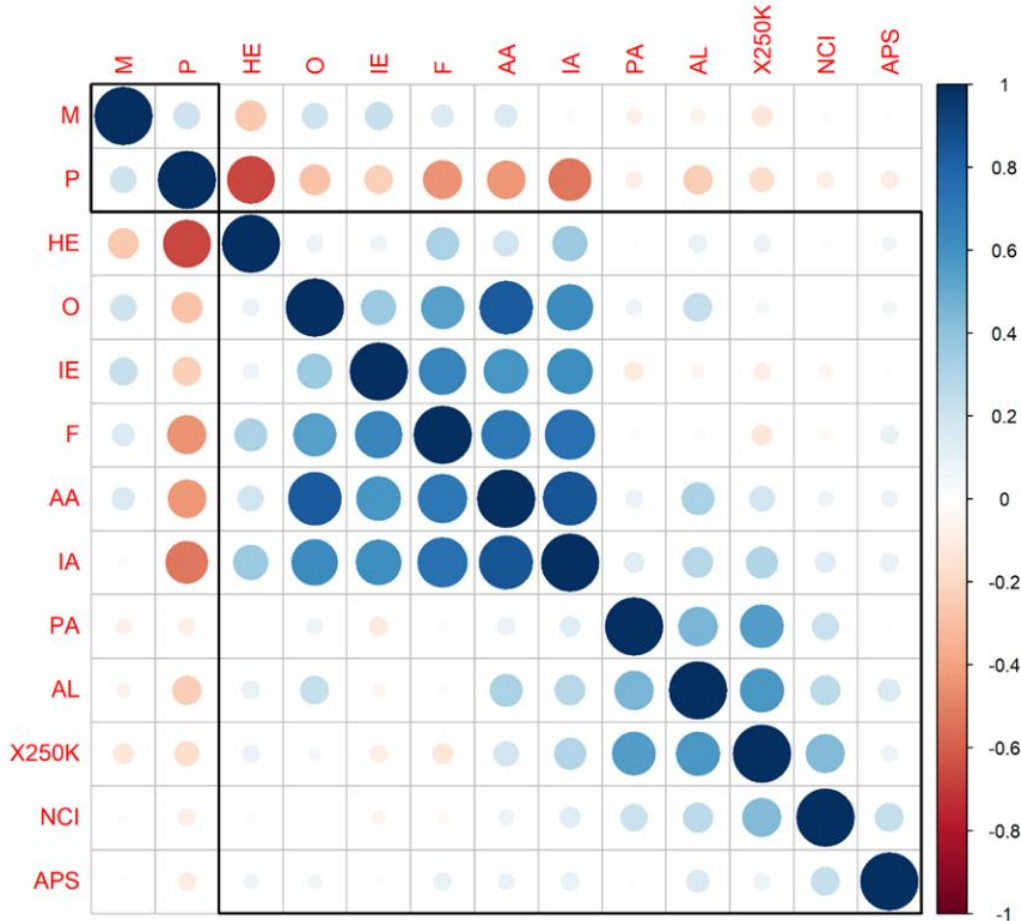 M P HE O IE F AA IA PA AL X250K NCI APS
M
P
HE
O
IE
F
AA
IA
PA
AL
X250K
NCI
APS
1
0.8
0.6
0.4
0.2
0
-0.2
-0.4
-0.6
-0.8
-1